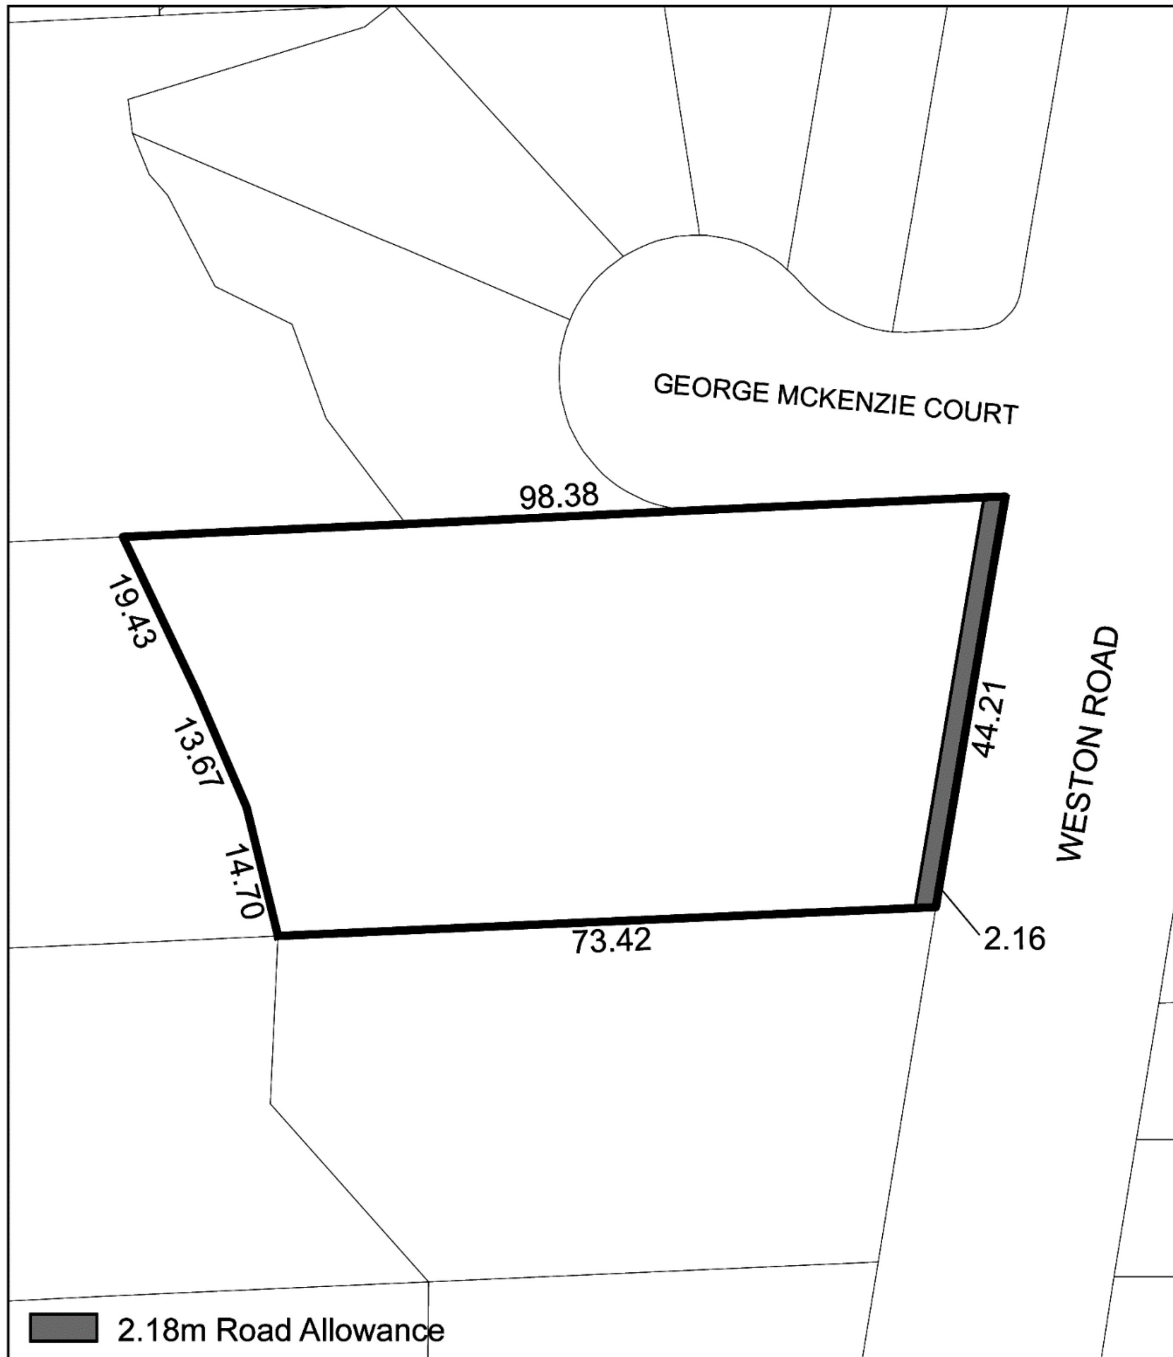 GEORGE MCKENZIE COURT
98.38
19.43
13.67
14.70
44.21
WESTON ROAD
73.42
2.16
2.18m Road Allowance